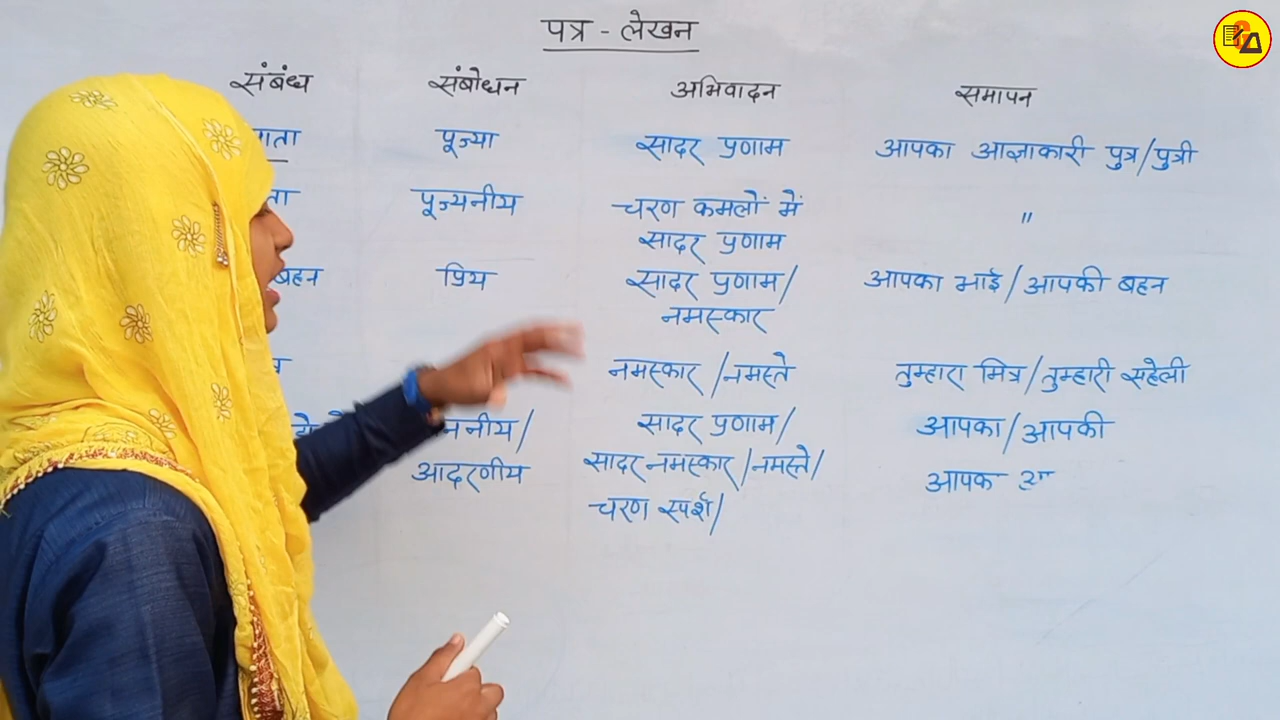 पत्र - लेखन
संबंध संबोधन अभिवादन समापन
पूज्या सादर प्रणाम आपका आज्ञाकारी पुत्र/पुत्री
पूज्यनीय चरण कमलों में "
सादर प्रणाम
बहन प्रिय सादर प्रणाम/ आपका भाई/आपकी बहन
नमस्कार
नमस्कार/नमस्ते तुम्हारा मित्र/तुम्हारी सहेली
सादर प्रणाम/ आपका/आपकी
आदरणीय सादर नमस्कार/नमस्ते/ आपक
चरण स्पर्श/